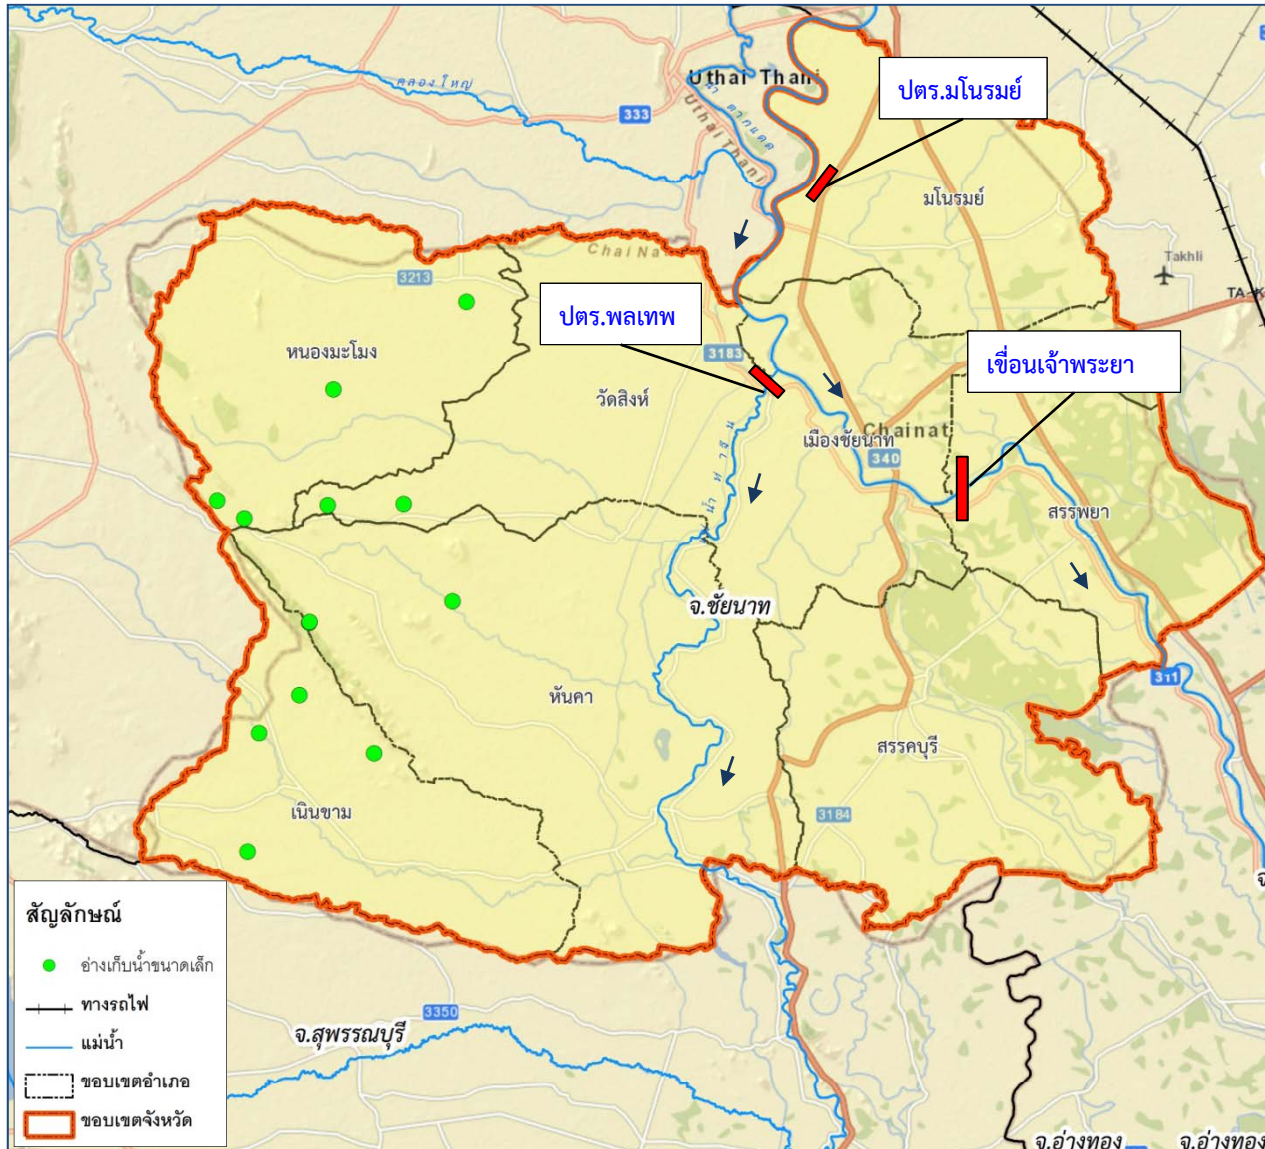 คลองใหญ่
Uthai Thani
333
Uthai Thani
ปตร.มโนรมย์
มโนรมย์
Takhli
Chai Na
3213
ปตร.พลเทพ
3183
หนองมะโมง
วัดสิงห์
เขื่อนเจ้าพระยา
Chainat
เมืองชัยนาท
340
สรรพยา
จ.ชัยนาท
หันคา
311
สรรคบุรี
เนินขาม
3184
สัญลักษณ์
อ่างเก็บน้ำขนาดเล็ก
ทางรถไฟ
แม่น้ำ
ขอบเขตอำเภอ
ขอบเขตจังหวัด
3350
จ.สุพรรณบุรี
จ.อ่างทอง
จ.อ่างทอง